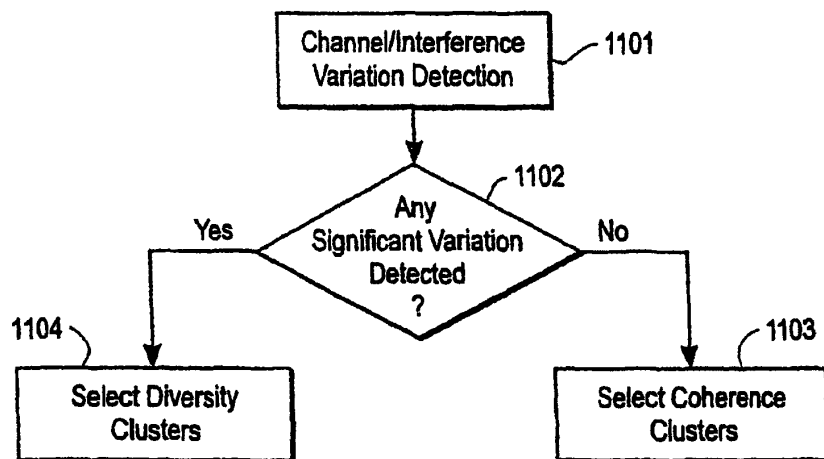 Channel/Interference
Variation Detection
1101
1102
Any
Significant Variation
Detected
?
Yes
No
1104
1103
Select Diversity
Clusters
Select Coherence
Clusters